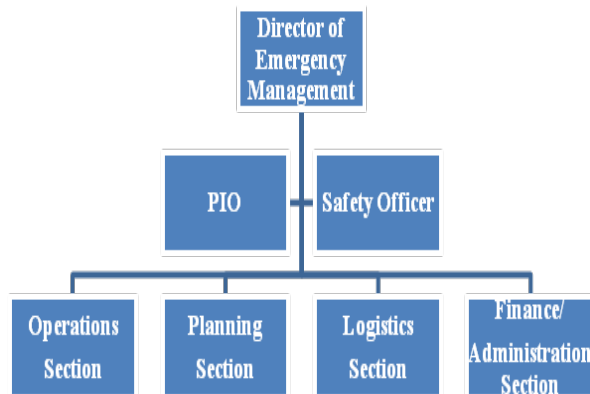 Director of
Emergency
Management
PIO
Safety Officer
Operations
Section
Planning
Section
Logistics
Section
Finance/
Administration
Section